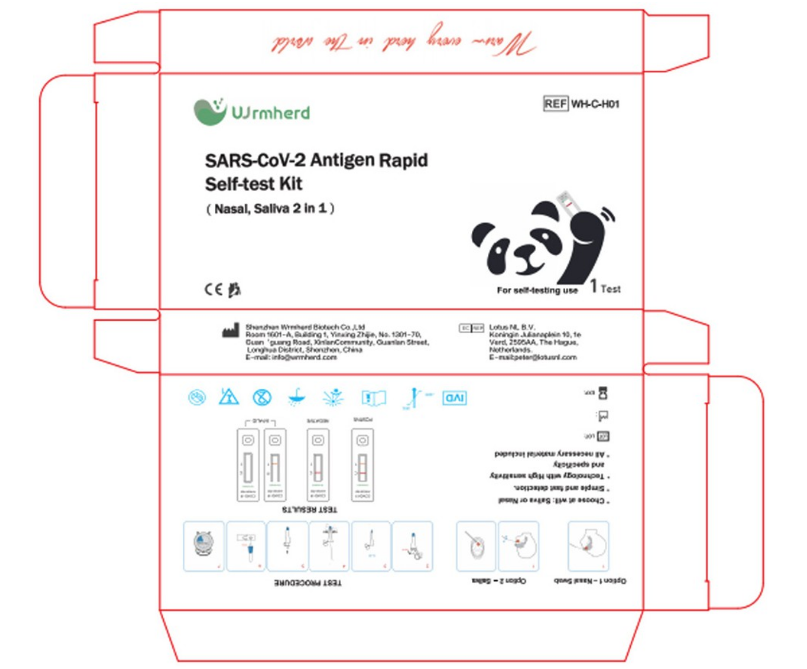 Warm every herd in the world
Wrmherd
REF WH-C-H01
SARS-CoV-2 Antigen Rapid
Self-test Kit
( Nasal, Saliva 2 in 1 )
For self-testing use 1 Test
CE
Shenzhen Wrmherd Biotech Co.,Ltd
Room 1601-A, Building 1, Yinxing Zhijie, No. 1301-70,
Guan 'guang Road, XinlanCommunity, Guanlan Street,
Longhua District, Shenzhen, China
E-mail: info@wrmherd.com
EC REP
Lotus NL B.V.
Koningin Julianaplein 10, 1e
Verd, 2595AA, The Hague,
Netherlands.
E-mail:peter@lotusnl.com
Option - 1 Nasal Swab
Option 2 - Saliva
TEST PROCEDURE
TEST RESULTS
POSITIVE
NEGATIVE
INVALID
* Choose at will: Saliva or Nasal
* Simple and fast detection.
* Technology with High sensitivity
and specificity
* All necessary material included
LOT
IVD